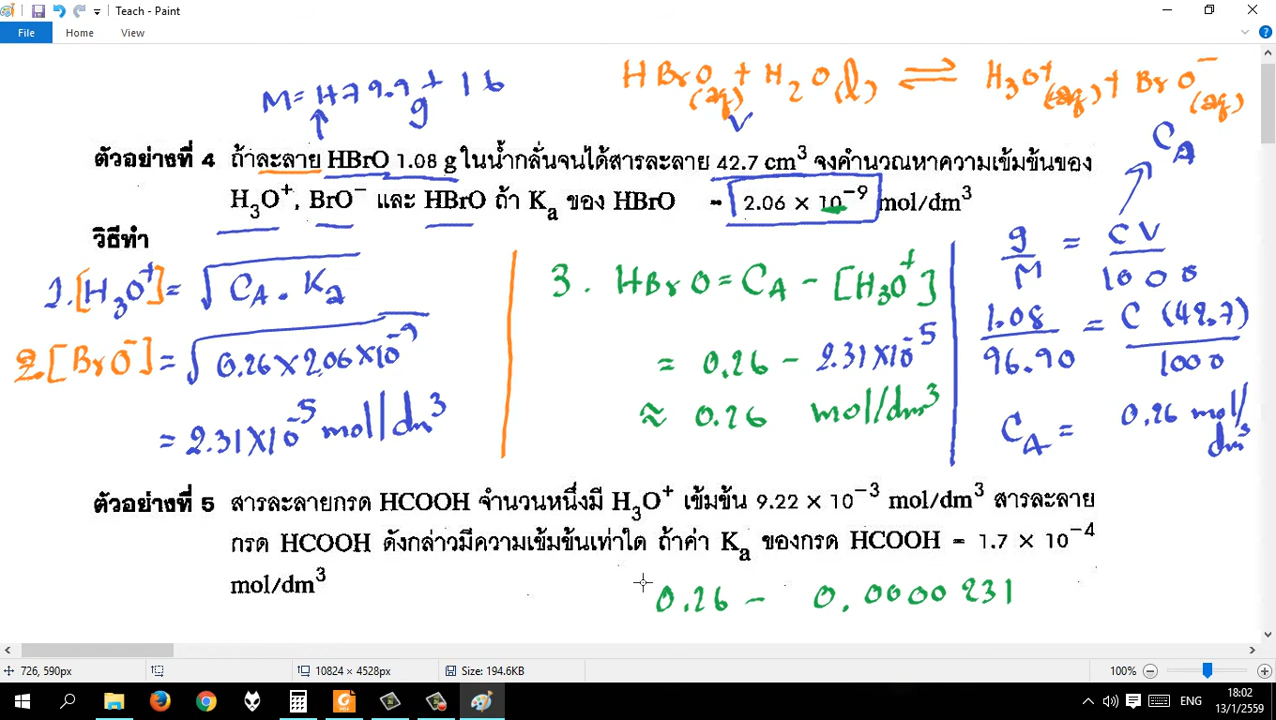 Teach - Paint
File Home View
HBrO(aq) + H2O(l) ⇌ H3O+(aq) + BrO−(aq)
M = H79.9 + 16
g
V
CA
ตัวอย่างที่ 4 ถ้าละลาย HBrO 1.08 g ในน้ำกลั่นจนได้สารละลาย 42.7 cm3 จงคำนวณหาความเข้มข้นของ
H3O+, BrO− และ HBrO ถ้า Ka ของ HBrO = 2.06 × 10−9 mol/dm3
วิธีทำ
1. [H3O+] = √CA . Ka
2. [BrO−] = √0.26 × 2.06 × 10−9
= 2.31 × 10−5 mol/dm3
3. HBrO = CA − [H3O+]
= 0.26 − 2.31 × 10−5
≈ 0.26 mol/dm3
g/M = CV/1000
1.08/96.90 = C (42.7)/1000
CA = 0.26 mol/dm3
ตัวอย่างที่ 5 สารละลายกรด HCOOH จำนวนหนึ่งมี H3O+ เข้มข้น 9.22 × 10−3 mol/dm3 สารละลาย
กรด HCOOH ดังกล่าวมีความเข้มข้นเท่าใด ถ้าค่า Ka ของกรด HCOOH = 1.7 × 10−4
mol/dm3
0.26 − 0.0000231
726, 590px 10824 × 4528px Size: 194.6KB 100%
ENG 18:02
13/1/2559